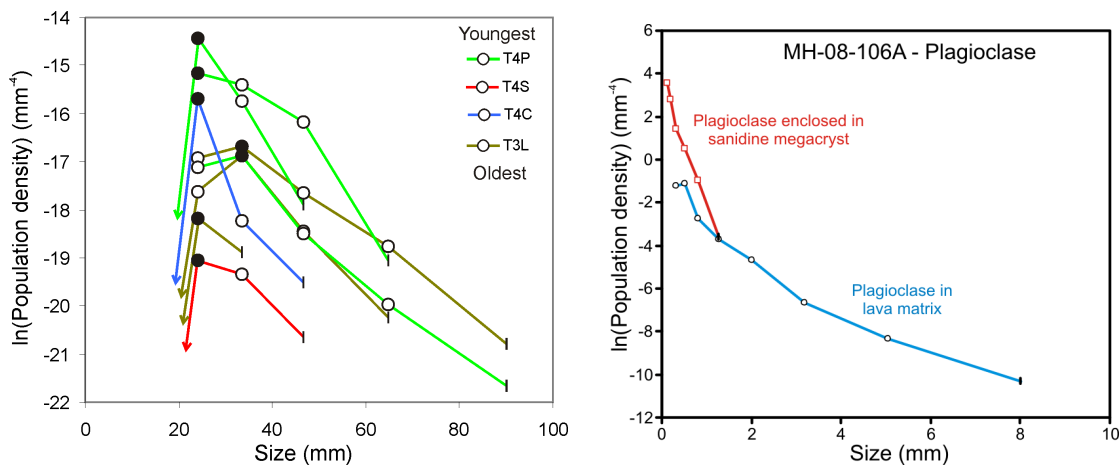 -14
-15
-16
-17
-18
-19
-20
-21
-22
ln(Population density) (mm-4)
0
20
40
60
80
100
Size (mm)
Youngest
T4P
T4S
T4C
T3L
Oldest
MH-08-106A - Plagioclase
6
4
2
0
-2
-4
-6
-8
-10
-12
ln(Population density) (mm-4)
Plagioclase enclosed in
sanidine megacryst
Plagioclase in
lava matrix
0
2
4
6
8
10
Size (mm)